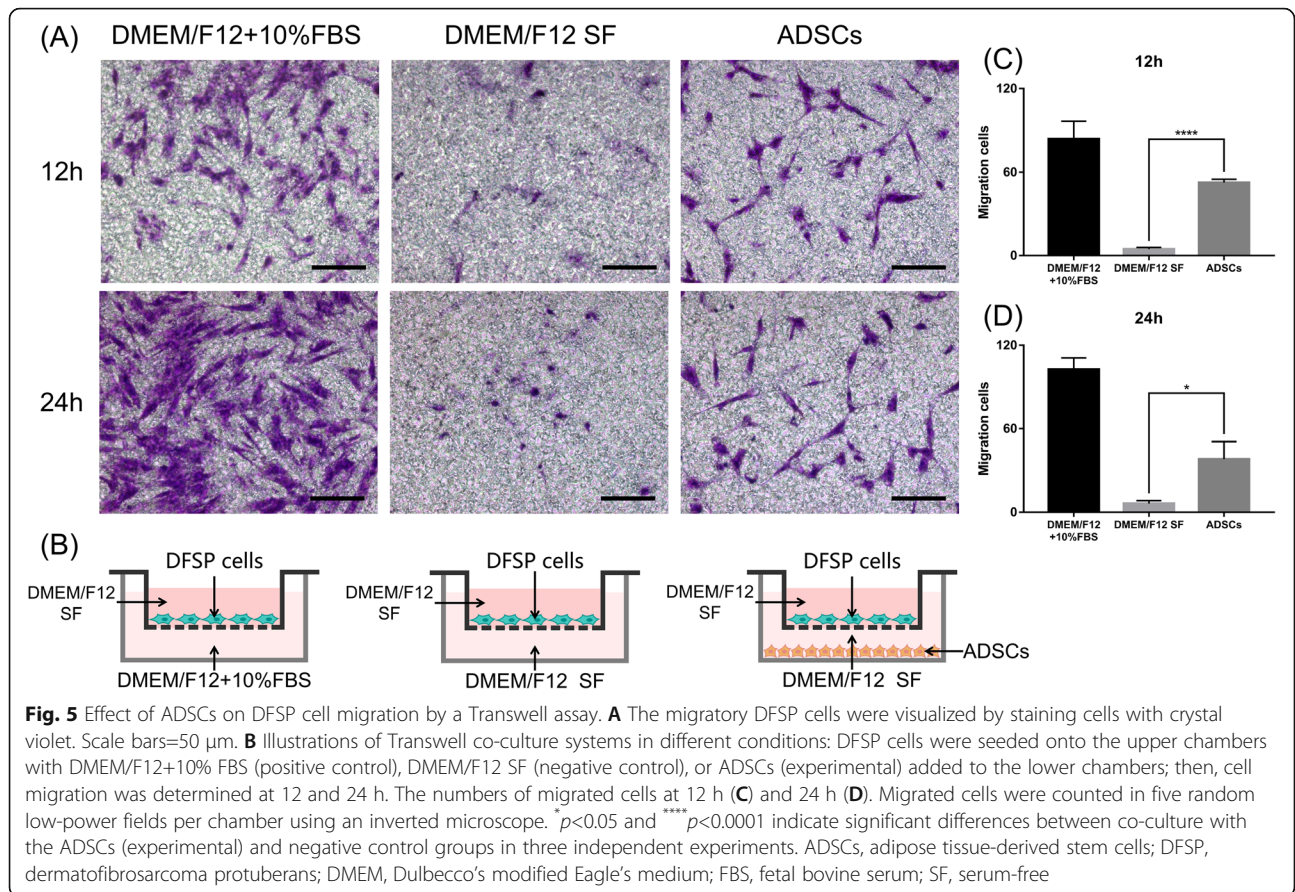 (A)
DMEM/F12+10%FBS
DMEM/F12 SF
ADSCs
12h
24h
(C)
12h
Migration cells
120
60
0
****
DMEM/F12
+10%FBS
DMEM/F12 SF
ADSCs
(D)
24h
Migration cells
120
60
0
*
DMEM/F12
+10%FBS
DMEM/F12 SF
ADSCs
(B)
DFSP cells
DMEM/F12
SF
DMEM/F12+10%FBS
DFSP cells
DMEM/F12
SF
DMEM/F12 SF
DFSP cells
DMEM/F12
SF
ADSCs
DMEM/F12 SF
Fig. 5 Effect of ADSCs on DFSP cell migration by a Transwell assay. A The migratory DFSP cells were visualized by staining cells with crystal
violet. Scale bars=50 μm. B Illustrations of Transwell co-culture systems in different conditions: DFSP cells were seeded onto the upper chambers
with DMEM/F12+10% FBS (positive control), DMEM/F12 SF (negative control), or ADSCs (experimental) added to the lower chambers; then, cell
migration was determined at 12 and 24 h. The numbers of migrated cells at 12 h (C) and 24 h (D). Migrated cells were counted in five random
low-power fields per chamber using an inverted microscope. *p<0.05 and ****p<0.0001 indicate significant differences between co-culture with
the ADSCs (experimental) and negative control groups in three independent experiments. ADSCs, adipose tissue-derived stem cells; DFSP,
dermatofibrosarcoma protuberans; DMEM, Dulbecco's modified Eagle's medium; FBS, fetal bovine serum; SF, serum-free